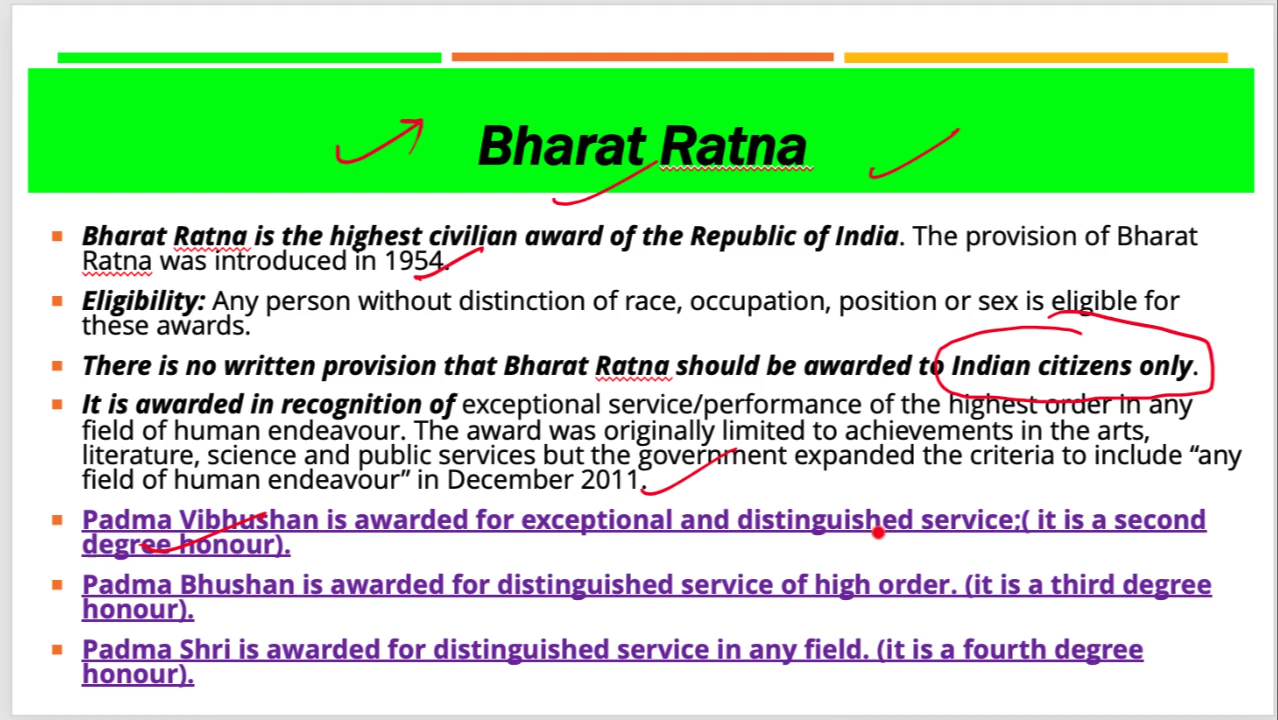 Bharat Ratna
Bharat Ratna is the highest civilian award of the Republic of India. The provision of Bharat
Ratna was introduced in 1954.
Eligibility: Any person without distinction of race, occupation, position or sex is eligible for
these awards.
There is no written provision that Bharat Ratna should be awarded to Indian citizens only.
It is awarded in recognition of exceptional service/performance of the highest order in any
field of human endeavour. The award was originally limited to achievements in the arts,
literature, science and public services but the government expanded the criteria to include “any
field of human endeavour” in December 2011.
Padma Vibhushan is awarded for exceptional and distinguished service;( it is a second
degree honour).
Padma Bhushan is awarded for distinguished service of high order. (it is a third degree
honour).
Padma Shri is awarded for distinguished service in any field. (it is a fourth degree
honour).